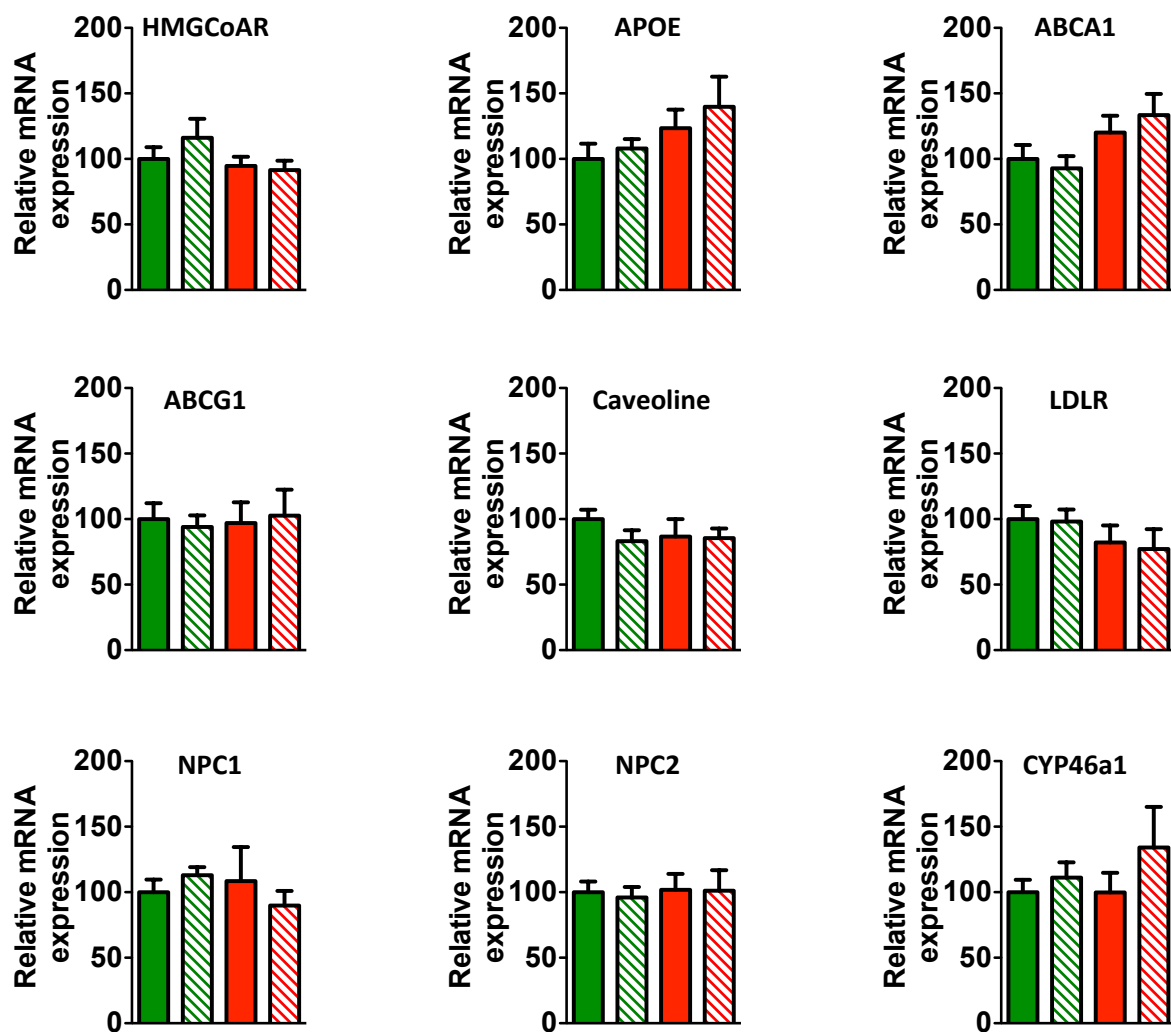 HMGCoAR
Relative mRNA
expression
200
150
100
50
0
APOE
Relative mRNA
expression
200
150
100
50
0
ABCA1
Relative mRNA
expression
200
150
100
50
0
ABCG1
Relative mRNA
expression
200
150
100
50
0
Caveoline
Relative mRNA
expression
200
150
100
50
0
LDLR
Relative mRNA
expression
200
150
100
50
0
NPC1
Relative mRNA
expression
200
150
100
50
0
NPC2
Relative mRNA
expression
200
150
100
50
0
CYP46a1
Relative mRNA
expression
200
150
100
50
0